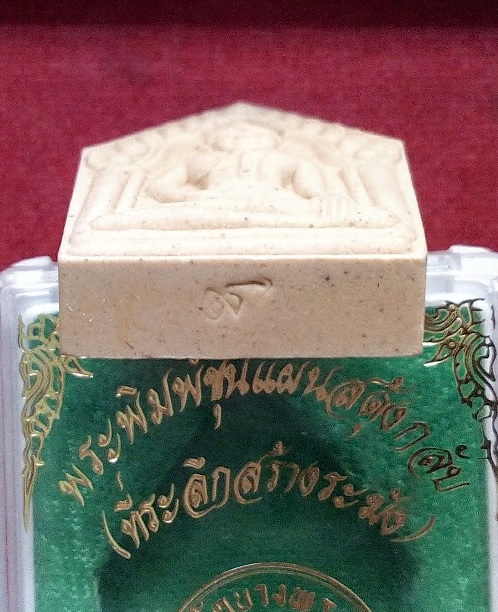 พระพิมพ์ขุนแผนสดุ้งกลับ
(ที่ระลึกสร้างระฆัง)